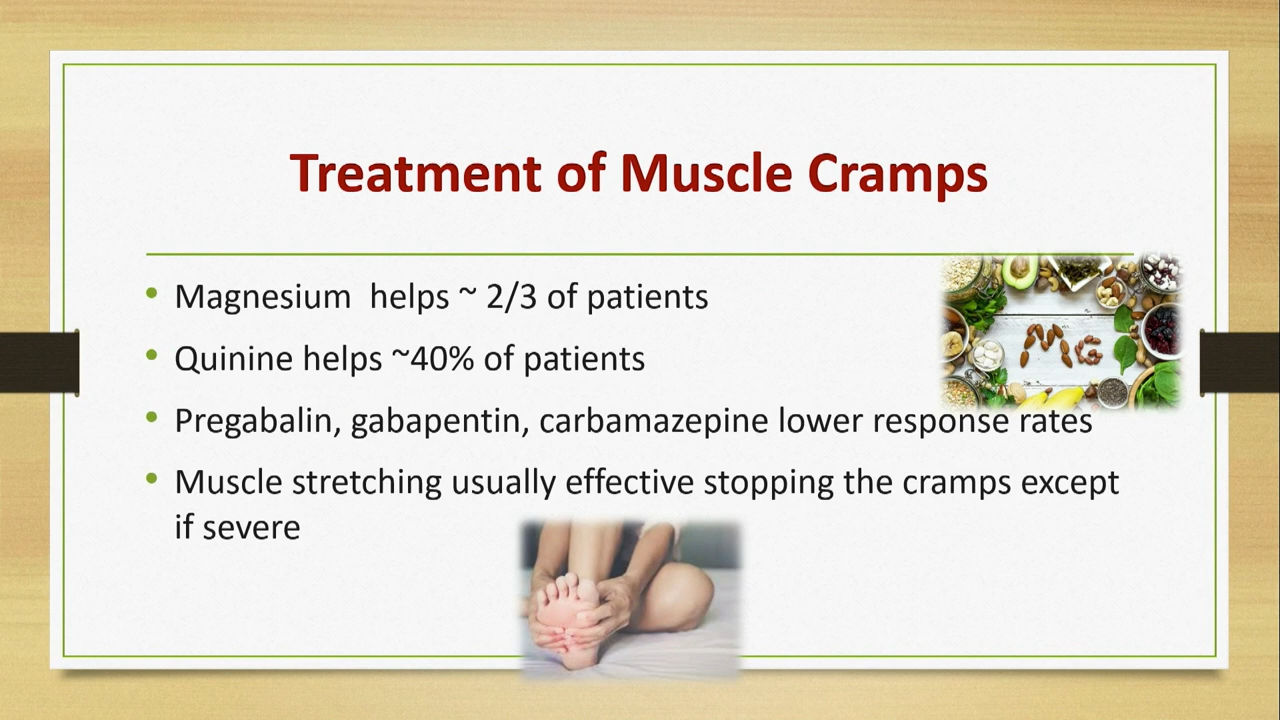 Treatment of Muscle Cramps
• Magnesium  helps ~ 2/3 of patients
• Quinine helps ~40% of patients
• Pregabalin, gabapentin, carbamazepine lower response rates
• Muscle stretching usually effective stopping the cramps except
if severe
MG